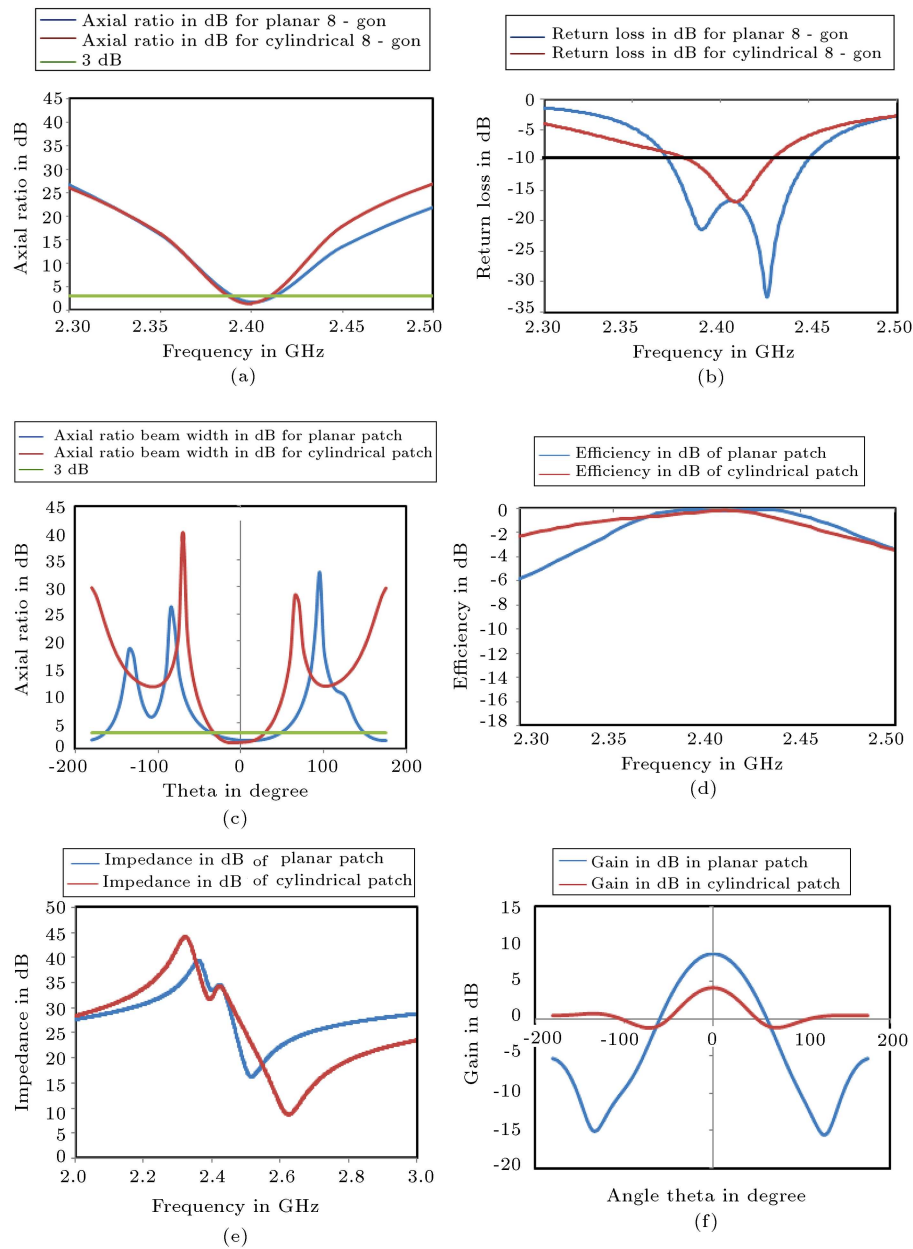 Axial ratio in dB for planar 8 - gon
Axial ratio in dB for cylindrical 8 - gon
3 dB
45
40
35
30
25
20
15
10
5
0
Axial ratio in dB
2.30
2.35
2.40
2.45
2.50
Frequency in GHz
(a)
Return loss in dB for planar 8 - gon
Return loss in dB for cylindrical 8 - gon
0
-5
-10
-15
-20
-25
-30
-35
Return loss in dB
2.30
2.35
2.40
2.45
2.50
Frequency in GHz
(b)
Axial ratio beam width in dB for planar patch
Axial ratio beam width in dB for cylindrical patch
3 dB
45
40
35
30
25
20
15
10
5
0
Axial ratio in dB
-200
-100
0
100
200
Theta in degree
(c)
Efficiency in dB of planar patch
Efficiency in dB of cylindrical patch
0
-2
-4
-6
-8
-10
-12
-14
-16
-18
Efficiency in dB
2.30
2.35
2.40
2.50
Frequency in GHz
(d)
Impedance in dB of planar patch
Impedance in dB of cylindrical patch
50
45
40
35
30
25
20
15
10
5
0
Impedance in dB
2.0
2.2
2.4
2.6
2.8
3.0
Frequency in GHz
(e)
Gain in dB in planar patch
Gain in dB in cylindrical patch
15
10
5
0
-5
-10
-15
-20
Gain in dB
-200
-100
0
100
200
Angle theta in degree
(f)